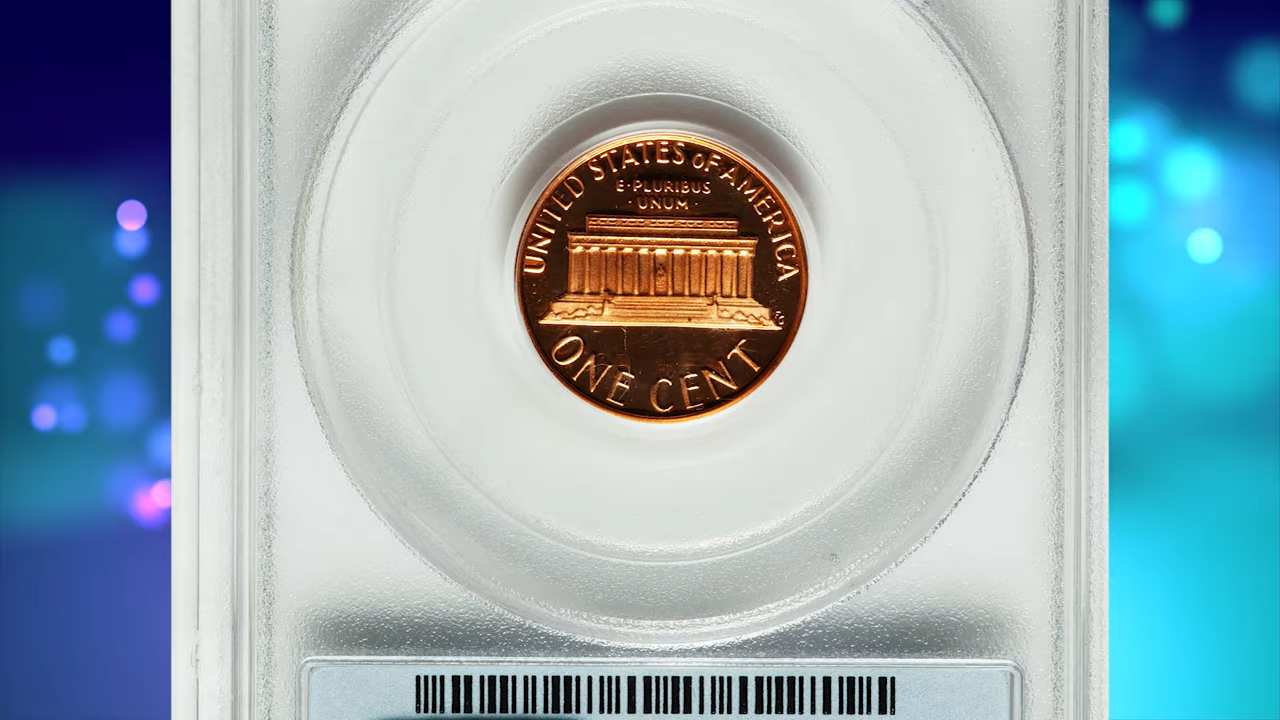 UNITED STATES OF AMERICA
E·PLURIBUS
·UNUM·
ONE CENT